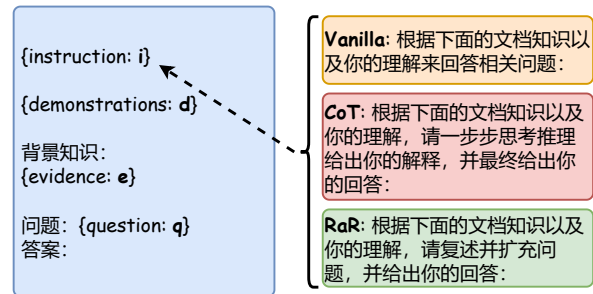 {instruction: i}
{demonstrations: d}
背景知识：
{evidence: e}
问题：{question: q}
答案：
Vanilla: 根据下面的文档知识以
及你的理解来回答相关问题：
CoT: 根据下面的文档知识以及
你的理解，请一步步思考推理
给出你的解释，并最终给出你
的回答：
RaR: 根据下面的文档知识以及
你的理解，请复述并扩充问
题，并给出你的回答：